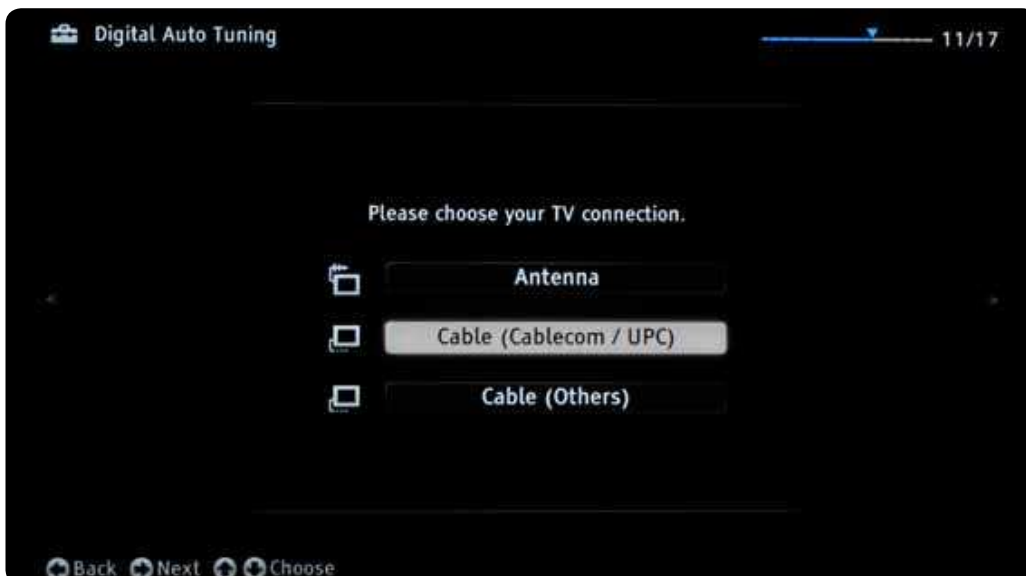 Digital Auto Tuning
11/17
Please choose your TV connection.
Antenna
Cable (Cablecom / UPC)
Cable (Others)
Back Next Choose